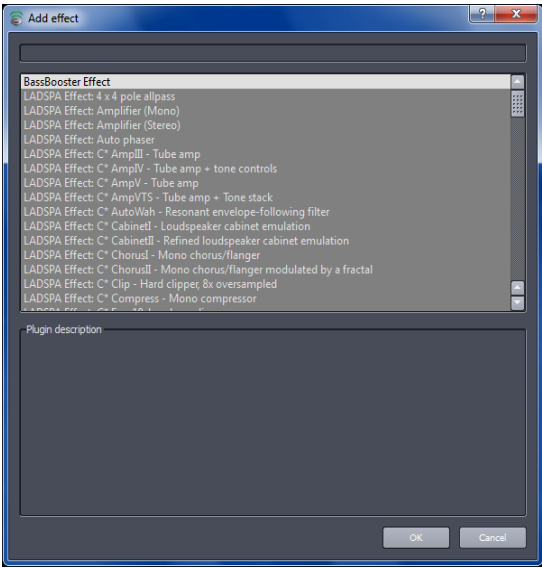 Add effect
BassBooster Effect
LADSPA Effect: 4 x 4 pole allpass
LADSPA Effect: Amplifier (Mono)
LADSPA Effect: Amplifier (Stereo)
LADSPA Effect: Auto phaser
LADSPA Effect: C* AmpIII - Tube amp
LADSPA Effect: C* AmpIV - Tube amp + tone controls
LADSPA Effect: C* AmpV - Tube amp
LADSPA Effect: C* AmpVTS - Tube amp + Tone stack
LADSPA Effect: C* AutoWah - Resonant envelope-following filter
LADSPA Effect: C* CabinetI - Loudspeaker cabinet emulation
LADSPA Effect: C* CabinetII - Refined loudspeaker cabinet emulation
LADSPA Effect: C* ChorusI - Mono chorus/flanger
LADSPA Effect: C* ChorusII - Mono chorus/flanger modulated by a fractal
LADSPA Effect: C* Clip - Hard clipper, 8x oversampled
LADSPA Effect: C* Compress - Mono compressor
Plugin description
OK
Cancel